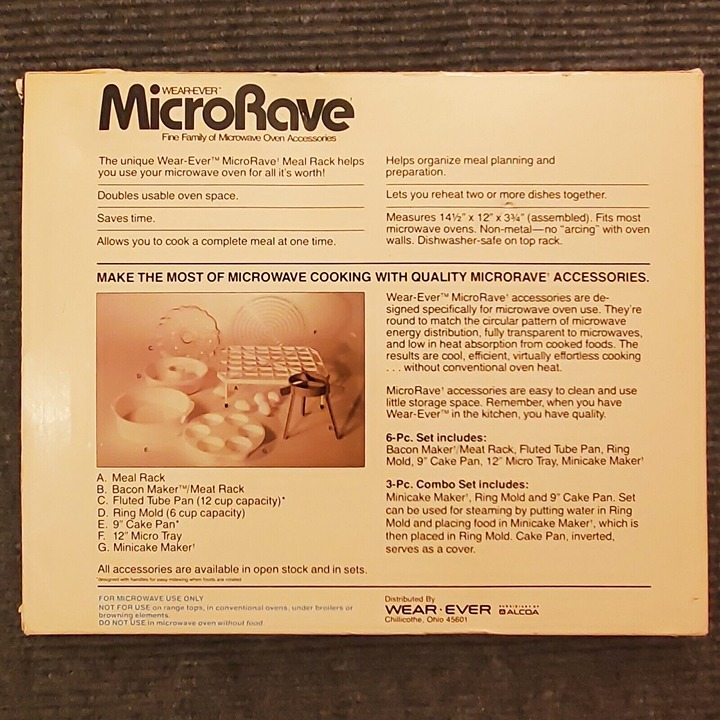 WEAR-EVER™
MicroRave†
Fine Family of Microwave Oven Accessories
The unique Wear-Ever™ MicroRave† Meal Rack helps
you use your microwave oven for all it's worth!
Doubles usable oven space.
Saves time.
Allows you to cook a complete meal at one time.
Helps organize meal planning and
preparation.
Lets you reheat two or more dishes together.
Measures 14½" x 12" x 3¾" (assembled). Fits most
microwave ovens. Non-metal—no "arcing" with oven
walls. Dishwasher-safe on top rack.
MAKE THE MOST OF MICROWAVE COOKING WITH QUALITY MICRORAVE† ACCESSORIES.
A
B
C
D
E
F
G
A. Meal Rack
B. Bacon Maker™/Meat Rack
C. Fluted Tube Pan (12 cup capacity)*
D. Ring Mold (6 cup capacity)
E. 9" Cake Pan*
F. 12" Micro Tray
G. Minicake Maker†
All accessories are available in open stock and in sets.
*designed with handles for easy indexing when foods are rotated
Wear-Ever™ MicroRave† accessories are de-
signed specifically for microwave oven use. They're
round to match the circular pattern of microwave
energy distribution, fully transparent to microwaves,
and low in heat absorption from cooked foods. The
results are cool, efficient, virtually effortless cooking
. . . without conventional oven heat.
MicroRave† accessories are easy to clean and use
little storage space. Remember, when you have
Wear-Ever™ in the kitchen, you have quality.
6-Pc. Set includes:
Bacon Maker†/Meat Rack, Fluted Tube Pan, Ring
Mold, 9" Cake Pan, 12" Micro Tray, Minicake Maker†
3-Pc. Combo Set includes:
Minicake Maker†, Ring Mold and 9" Cake Pan. Set
can be used for steaming by putting water in Ring
Mold and placing food in Minicake Maker†, which is
then placed in Ring Mold. Cake Pan, inverted,
serves as a cover.
FOR MICROWAVE USE ONLY
NOT FOR USE on range tops, in conventional ovens, under broilers or
browning elements.
DO NOT USE in microwave oven without food.
Distributed By
WEAR·EVER SUBSIDIARY OF ALCOA
Chillicothe, Ohio 45601